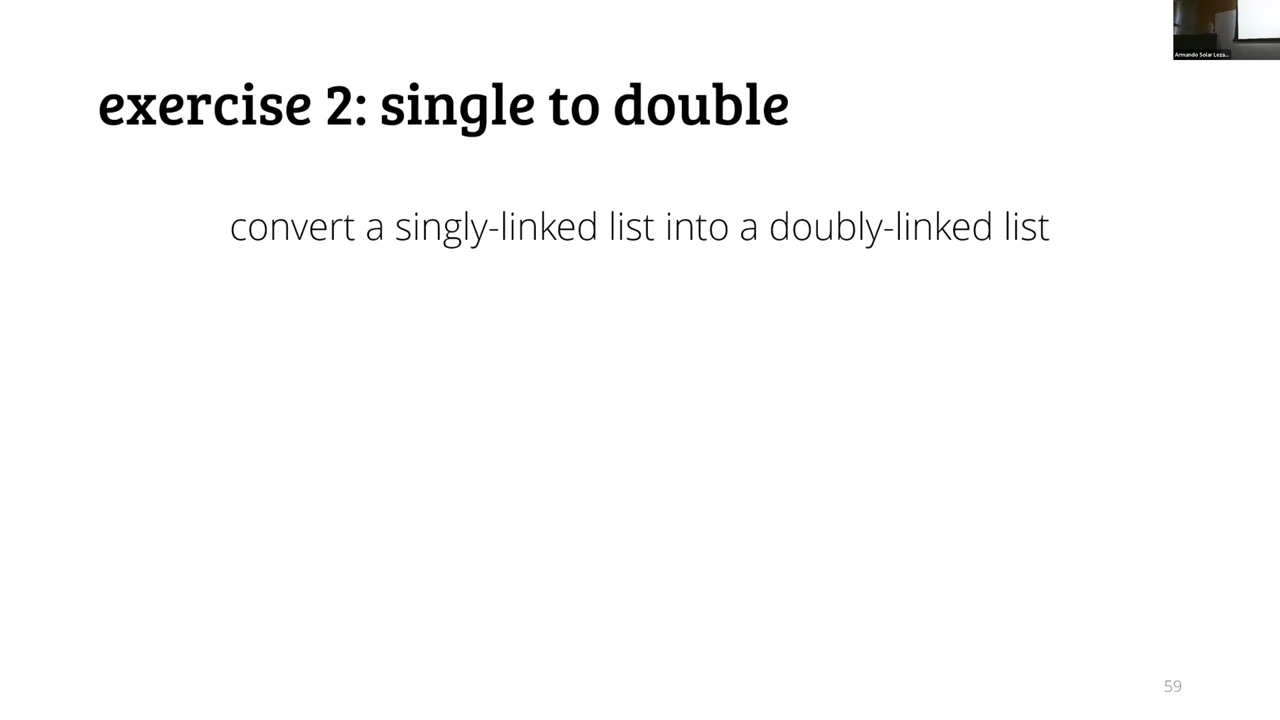 Armando Solar Leza...
exercise 2: single to double
convert a singly-linked list into a doubly-linked list
59